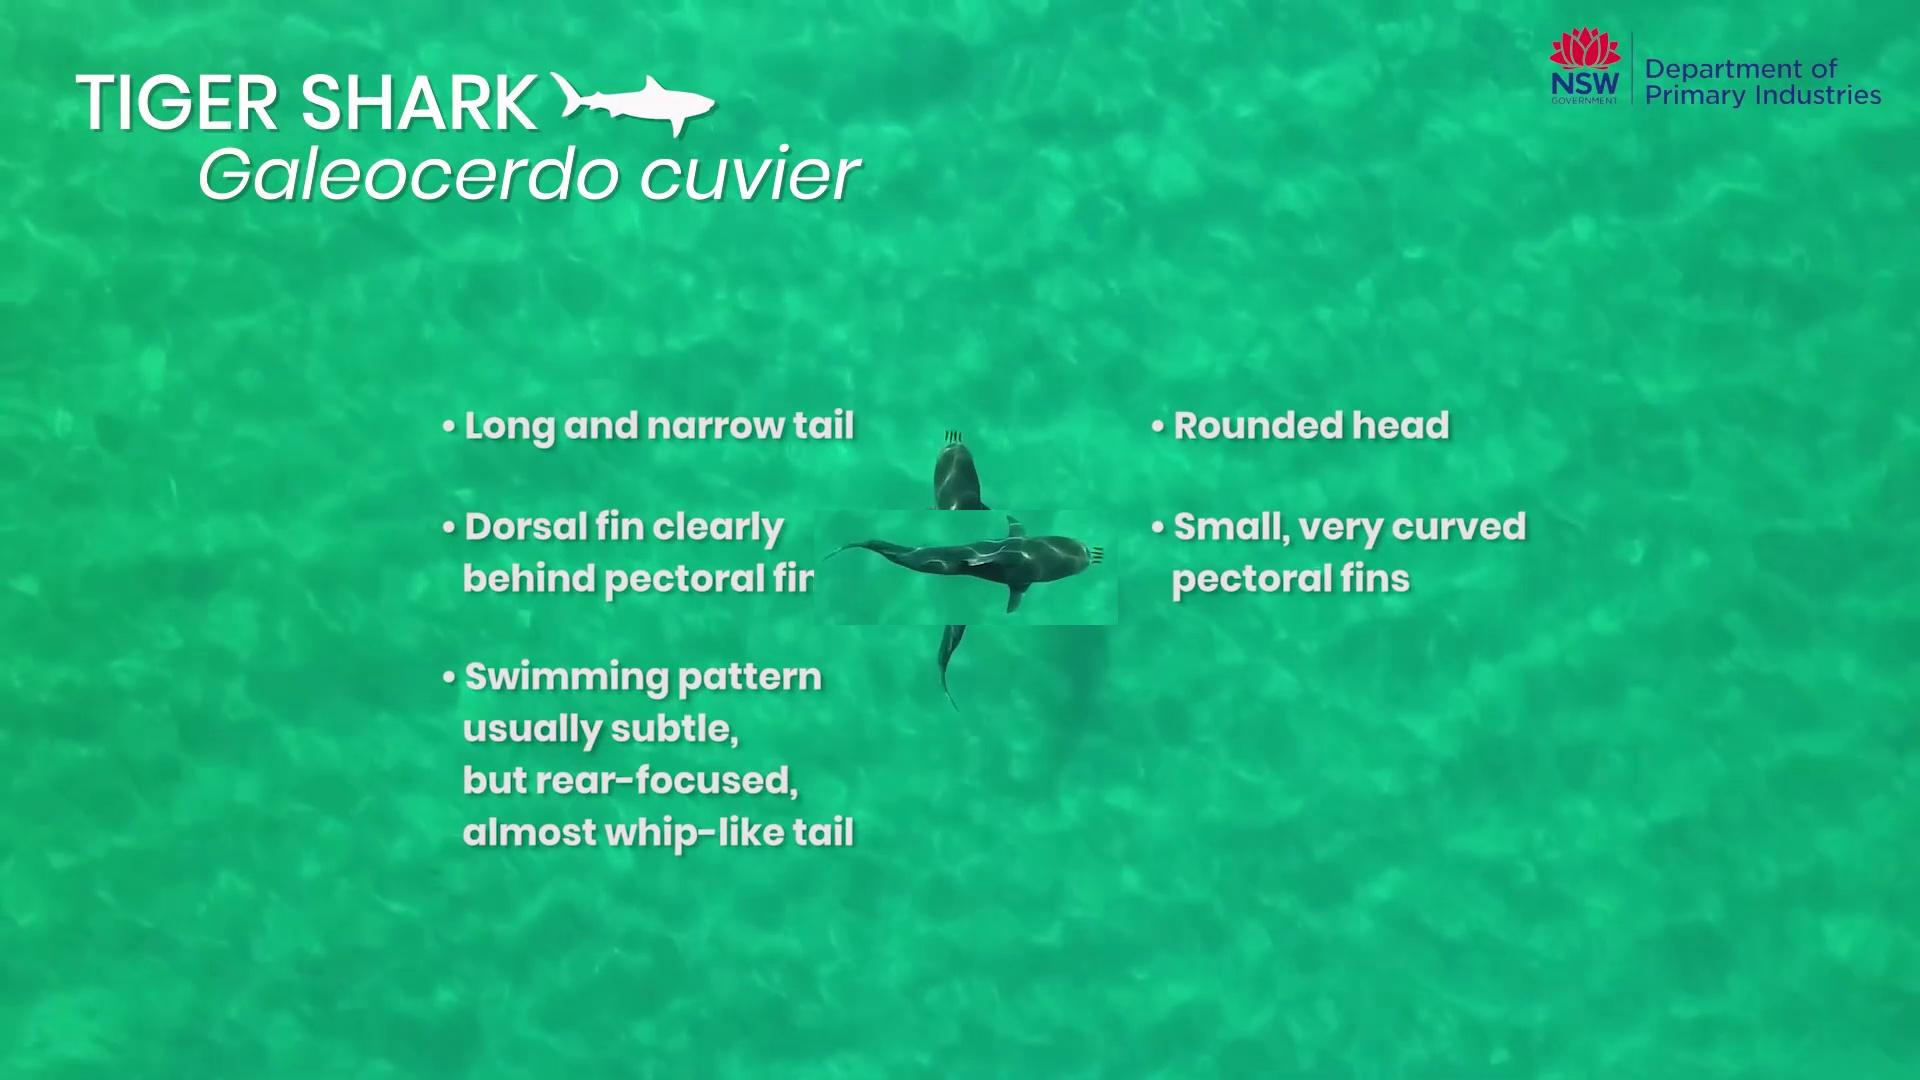 TIGER SHARK
Galeocerdo cuvier
NSW
GOVERNMENT
Department of
Primary Industries
• Long and narrow tail
• Dorsal fin clearly
behind pectoral fin
• Swimming pattern
usually subtle,
but rear-focused,
almost whip-like tail
• Rounded head
• Small, very curved
pectoral fins